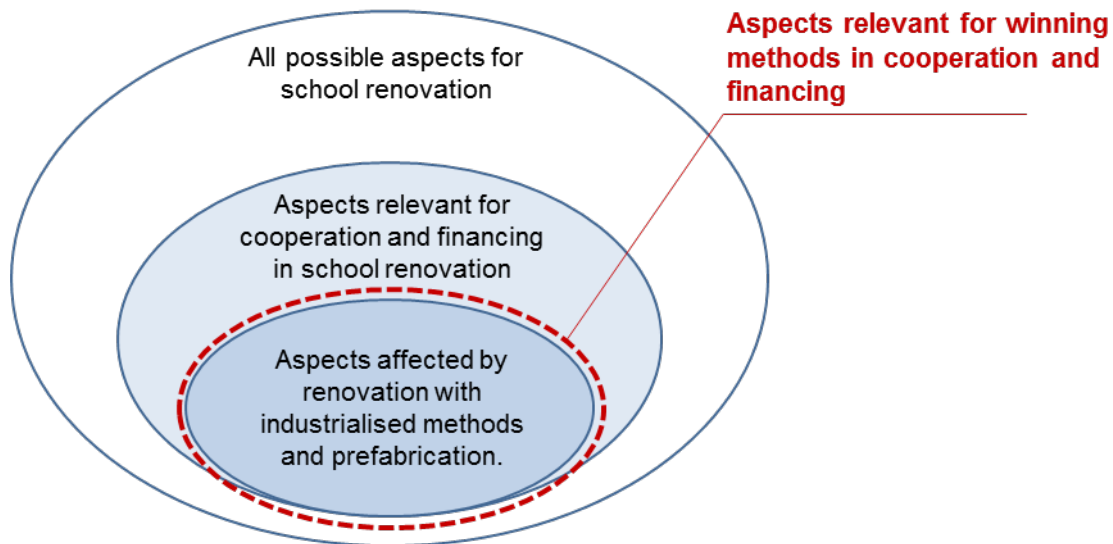 Aspects relevant for winning
methods in cooperation and
financing
All possible aspects for
school renovation
Aspects relevant for
cooperation and financing
in school renovation
Aspects affected by
renovation with
industrialised methods
and prefabrication.